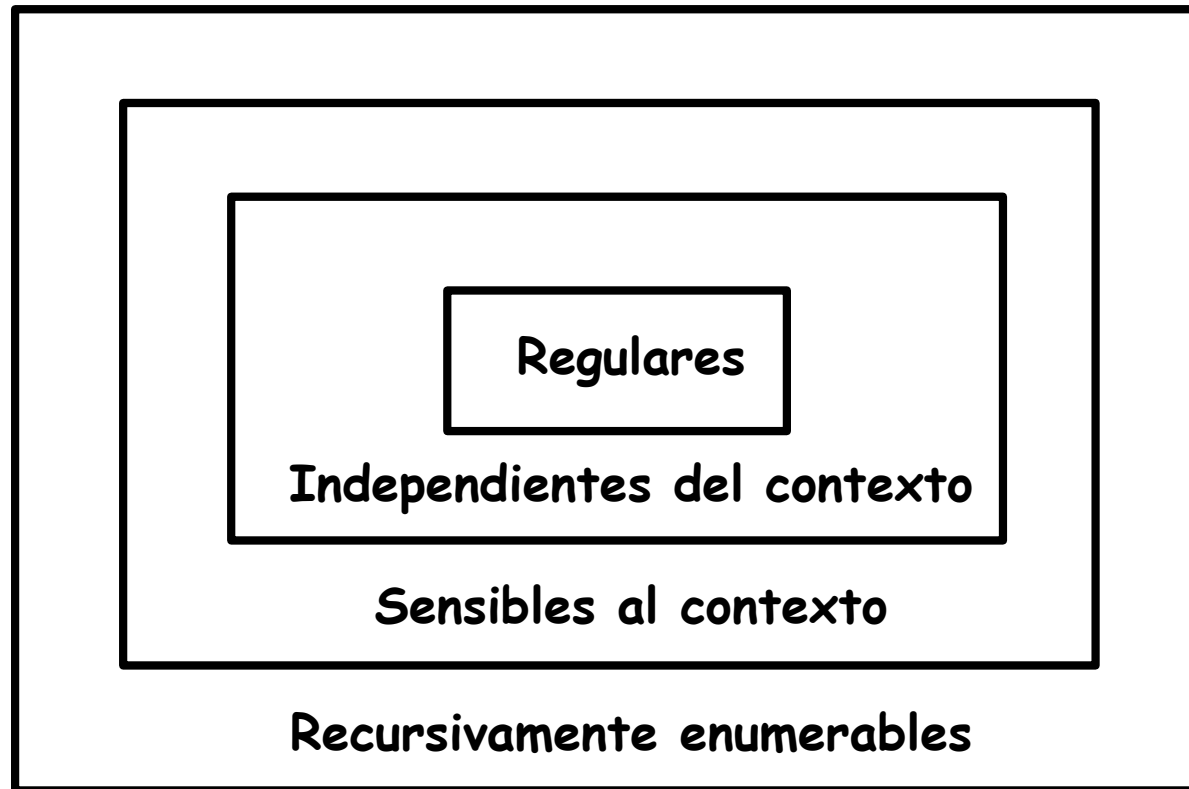 Regulares
Independientes del contexto
Sensibles al contexto
Recursivamente enumerables